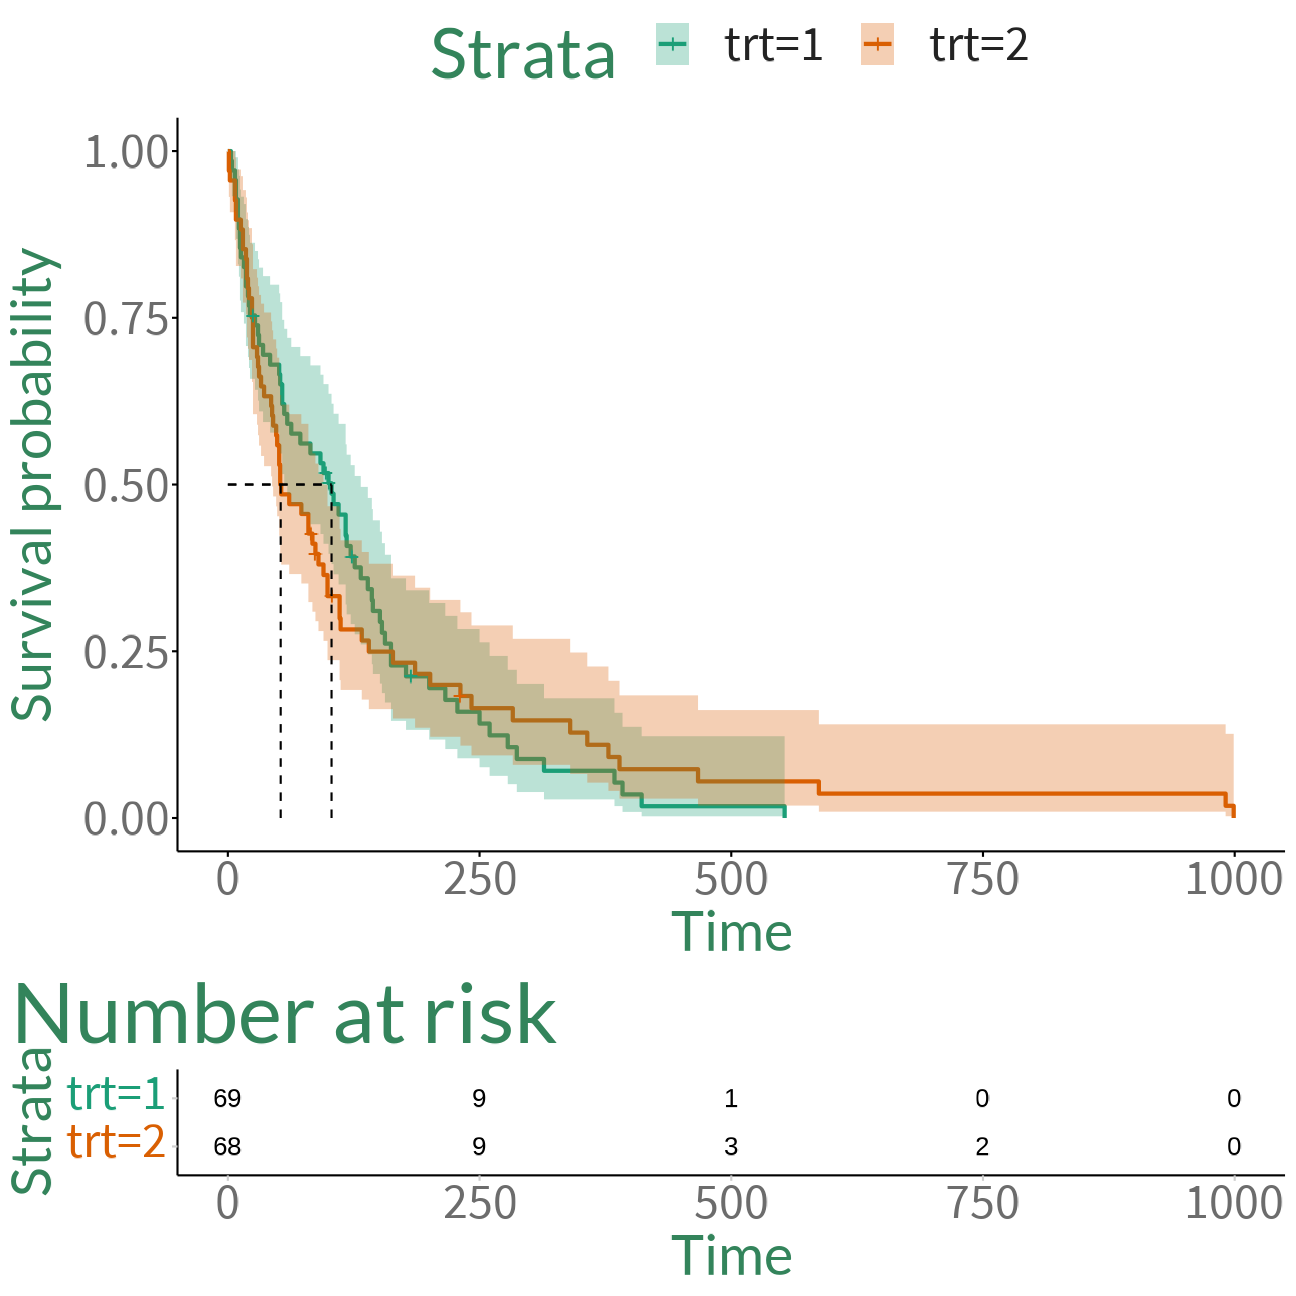 Strata trt=1 trt=2
Survival probability
1.00
0.75
0.50
0.25
0.00
0 250 500 750 1000
Time
Number at risk
Strata
trt=1 69 9 1 0 0
trt=2 68 9 3 2 0
0 250 500 750 1000
Time